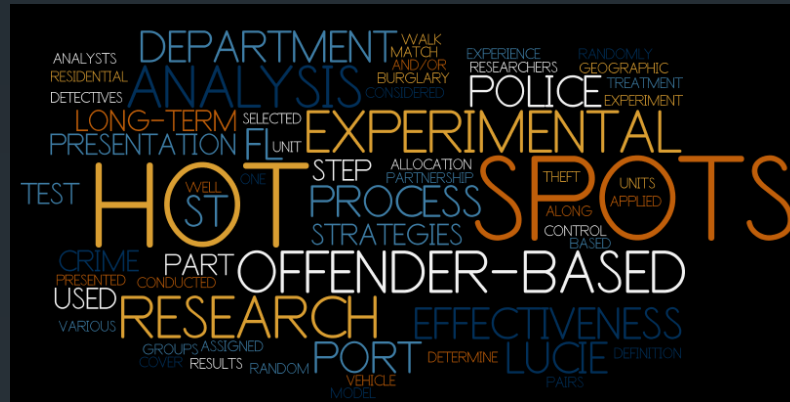 DEPARTMENT
WALK
MATCH
AND/OR
BURGLARY
ANALYSTS
RESIDENTIAL
DETECTIVES
ANALYSIS
CONSIDERED
EXPERIENCE
RANDOMLY
RESEARCHERS
GEOGRAPHIC
POLICE
TREATMENT
EXPERIMENT
LONG-TERM
SELECTED
EXPERIMENTAL
PRESENTATION
FL
UNIT
HOT
SPOTS
STEP
ALLOCATION
PARTNERSHIP
ONE
TEST
WELL
ST
PROCESS
THEFT
UNITS
APPLIED
ALONG
STRATEGIES
CONTROL
BASED
CRIME
PART
OFFENDER-BASED
PRESENTED
CONDUCTED
USED
VARIOUS
RESEARCH
EFFECTIVENESS
GROUPS
ASSIGNED
COVER
RESULTS
RANDOM
PORT
DETERMINE
LUCIE
DEFINITION
VEHICLE
MODEL
PAIRS